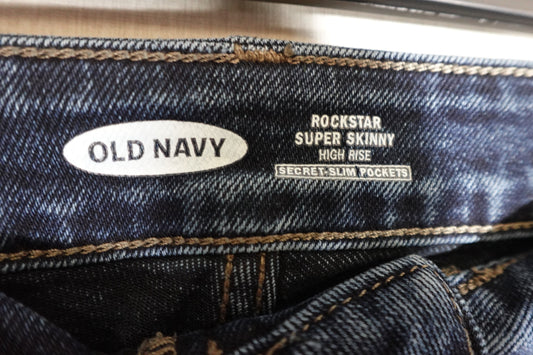 OLD NAVY
ROCKSTAR
SUPER SKINNY
HIGH RISE
SECRET-SLIM POCKETS